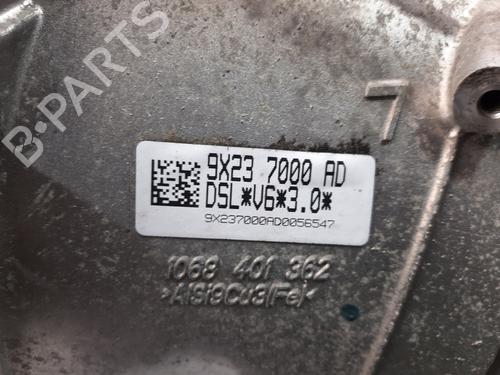 B-PARTS
7
9X23 7000 AD
DSL*V6*3.0*
9X237000AD0056547
1068 401 362
>AlSi9Cu3(Fe)<